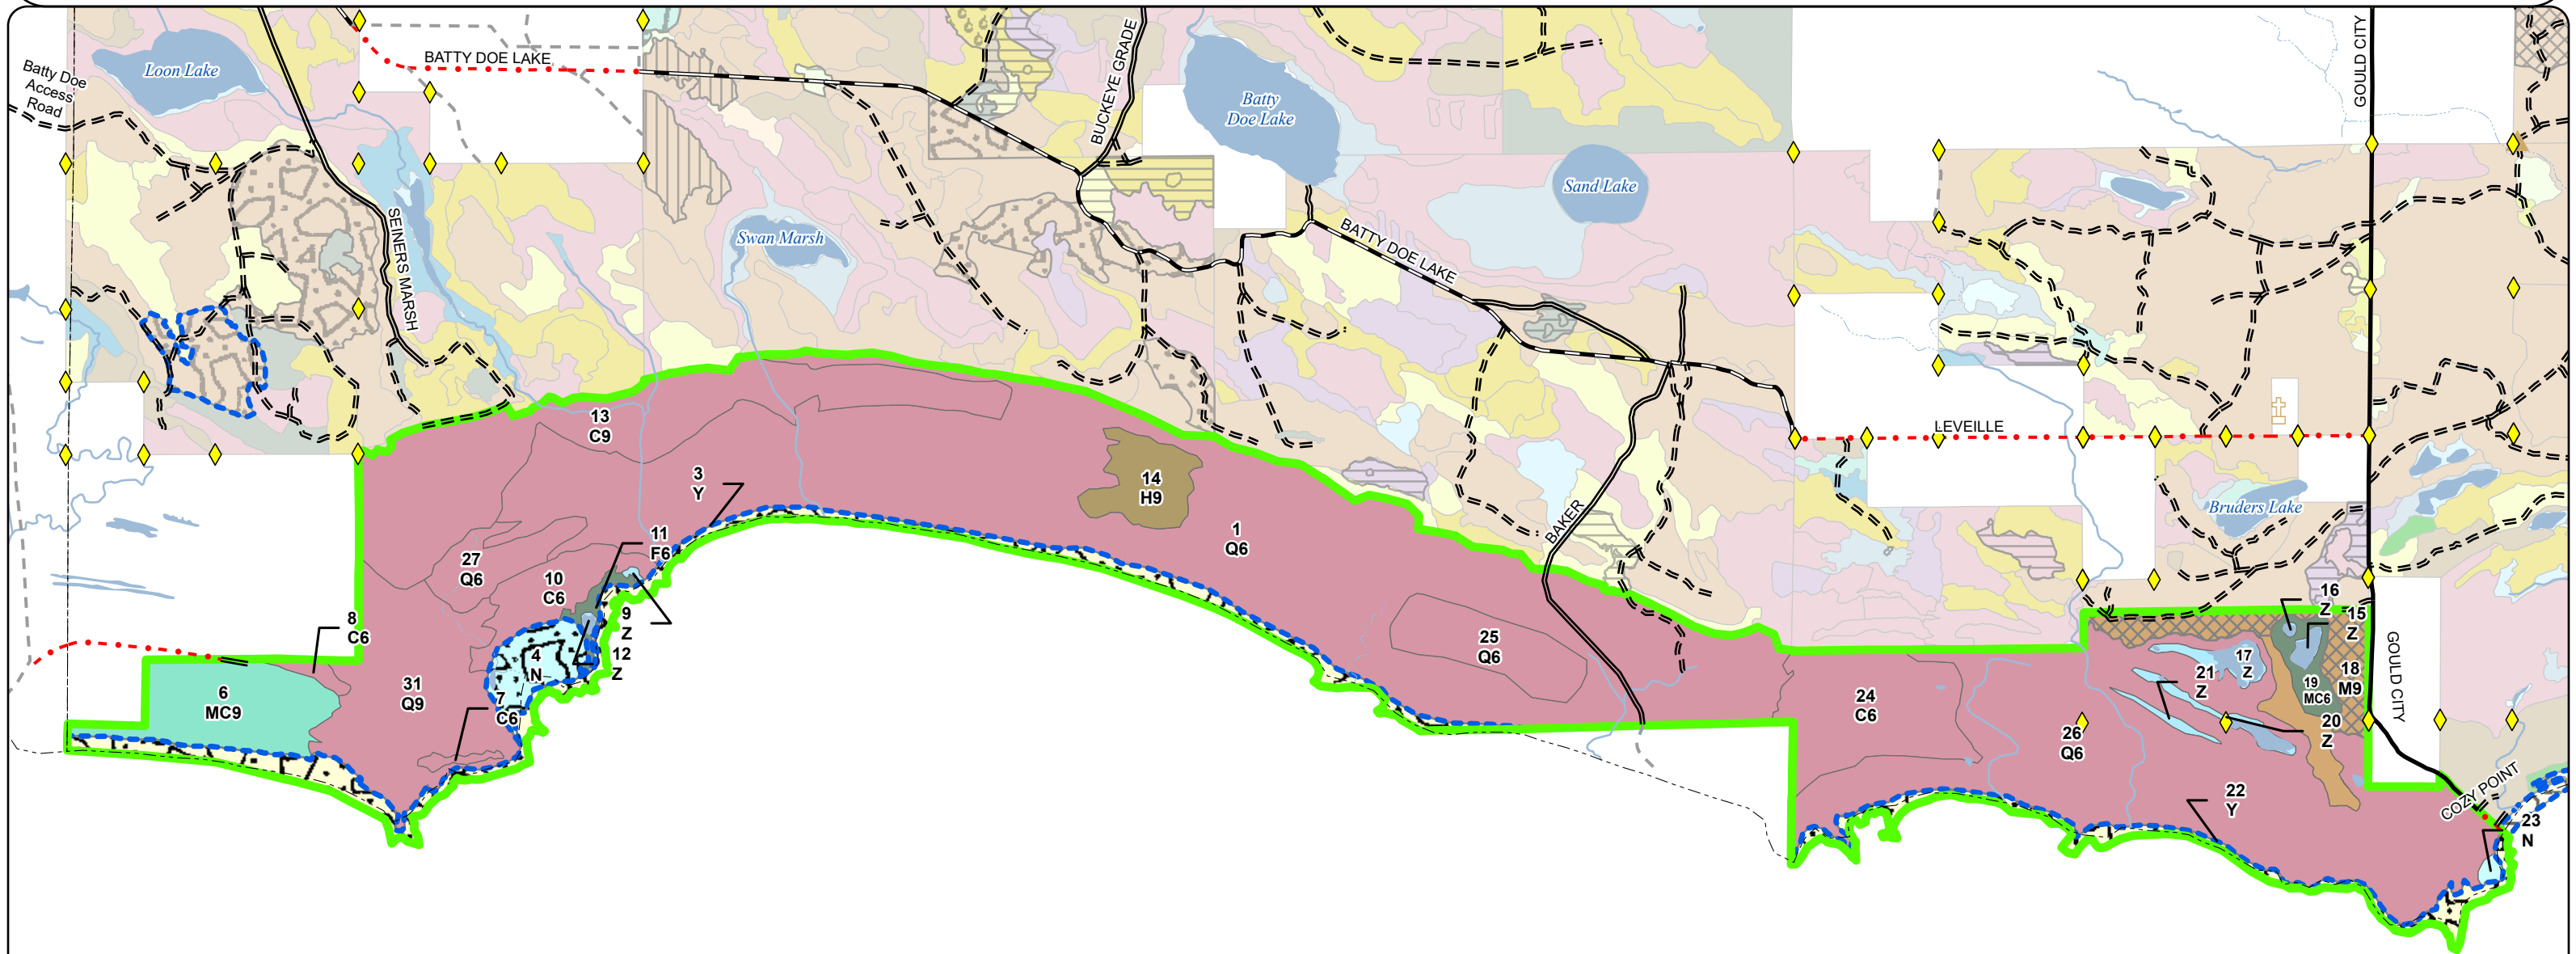 Loon Lake
Batty Doe
Access
Road
BATTY DOE LAKE
BUCKEYE GRADE
Batty
Doe Lake
Sand Lake
GOULD CITY
SEINERS MARSH
Swan Marsh
BATTY DOE LAKE
LEVEILLE
Bruders Lake
BAKER
13
C9
3
Y
14
H9
1
Q6
11
F6
27
Q6
10
C6
8
C6
9
Z
4
N
12
Z
6
MC9
31
Q9
7
C6
25
Q6
24
C6
26
Q6
16
Z
15
Z
17
Z
21
Z
18
M9
19
MC6
20
Z
GOULD CITY
22
Y
COZY POINT
23
N